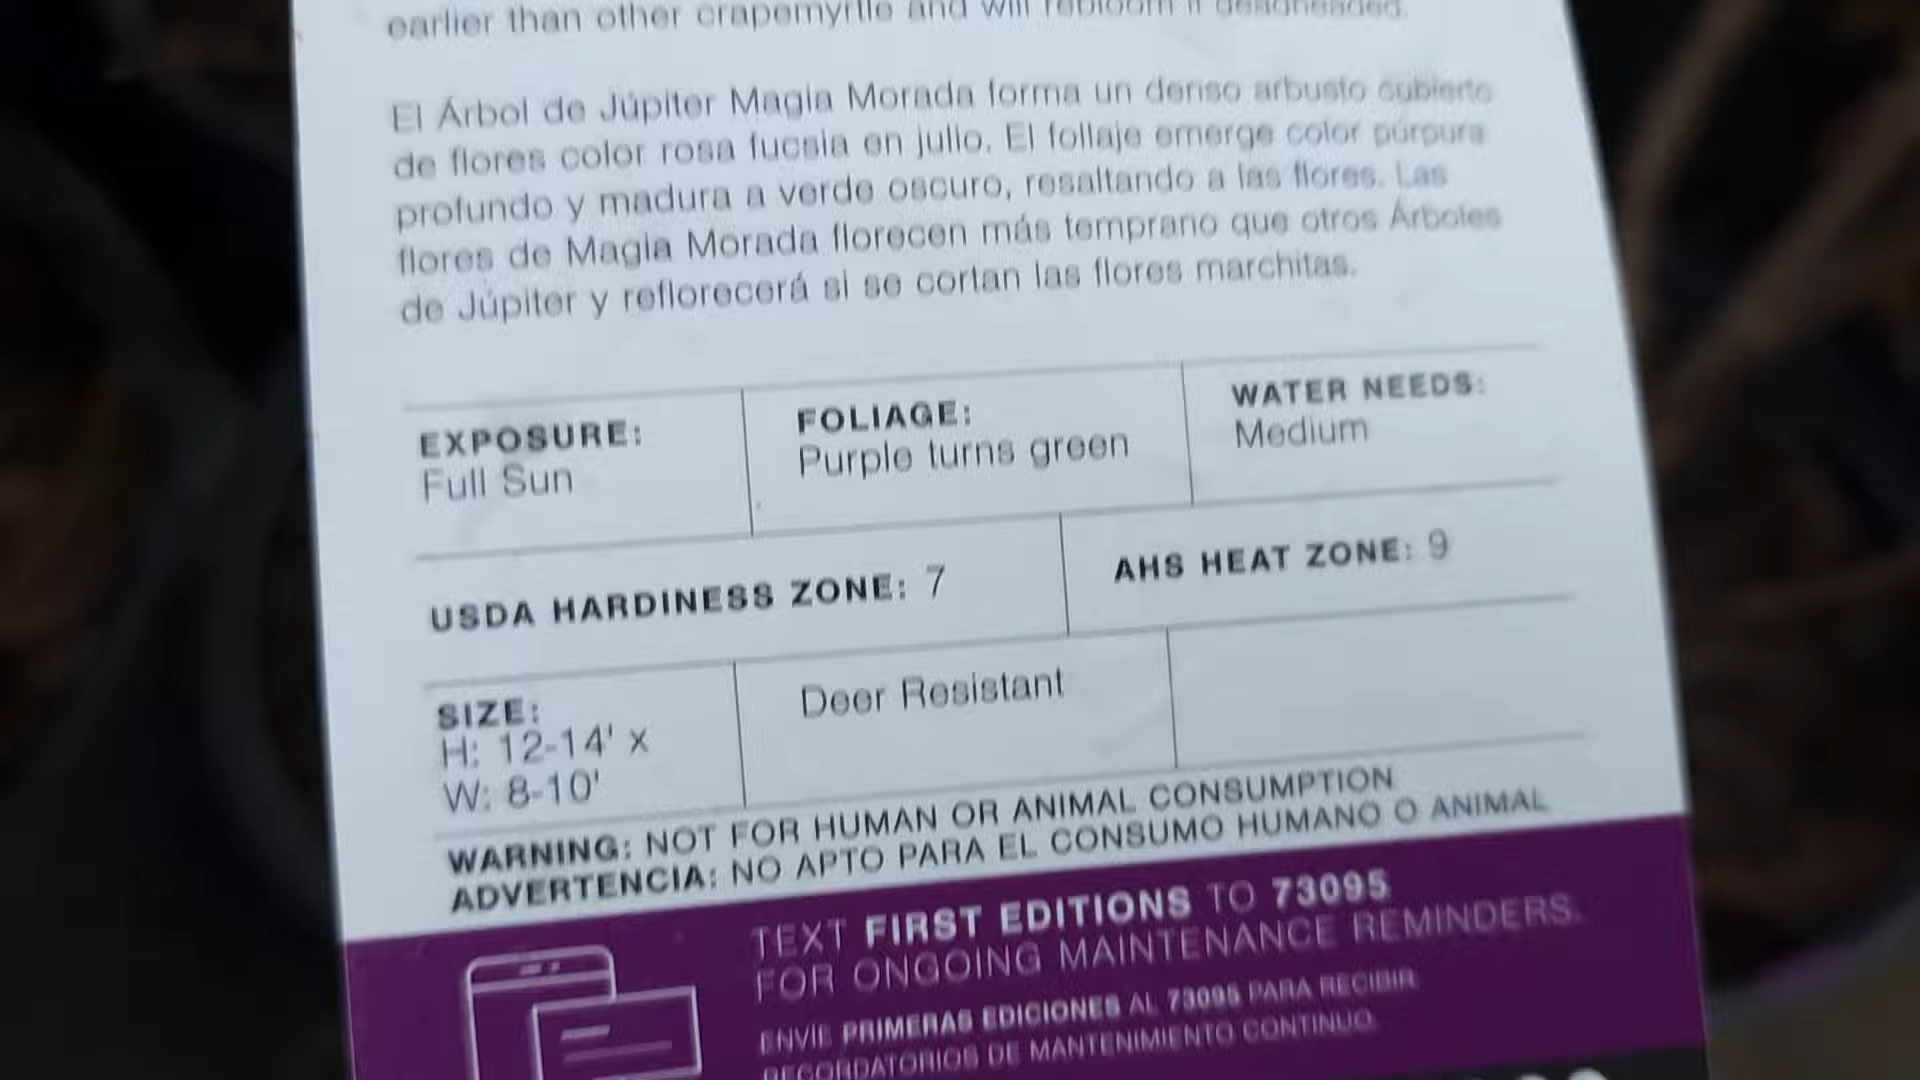 earlier than other crapemyrtle and will rebloom if deadheaded.
El Árbol de Júpiter Magia Morada forma un denso arbusto cubierto
de flores color rosa fucsia en julio. El follaje emerge color púrpura
profundo y madura a verde oscuro, resaltando a las flores. Las
flores de Magia Morada florecen más temprano que otros Árboles
de Júpiter y reflorecerá si se cortan las flores marchitas.
EXPOSURE:
Full Sun
FOLIAGE:
Purple turns green
WATER NEEDS:
Medium
USDA HARDINESS ZONE: 7
AHS HEAT ZONE: 9
SIZE:
H: 12-14' x
W: 8-10'
Deer Resistant
WARNING: NOT FOR HUMAN OR ANIMAL CONSUMPTION
ADVERTENCIA: NO APTO PARA EL CONSUMO HUMANO O ANIMAL
TEXT FIRST EDITIONS TO 73095
FOR ONGOING MAINTENANCE REMINDERS.
ENVÍE PRIMERAS EDICIONES AL 73095 PARA RECIBIR
RECORDATORIOS DE MANTENIMIENTO CONTINUO.